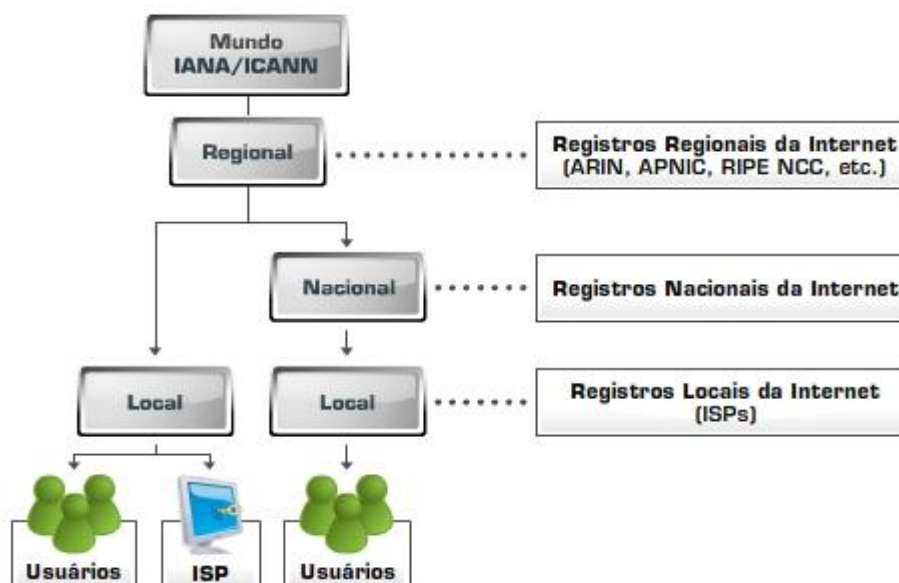 Mundo
IANA/ICANN
Regional
Registros Regionais da Internet
(ARIN, APNIC, RIPE NCC, etc.)
Nacional
Registros Nacionais da Internet
Local
Local
Registros Locais da Internet
(ISPs)
Usuários
ISP
Usuários